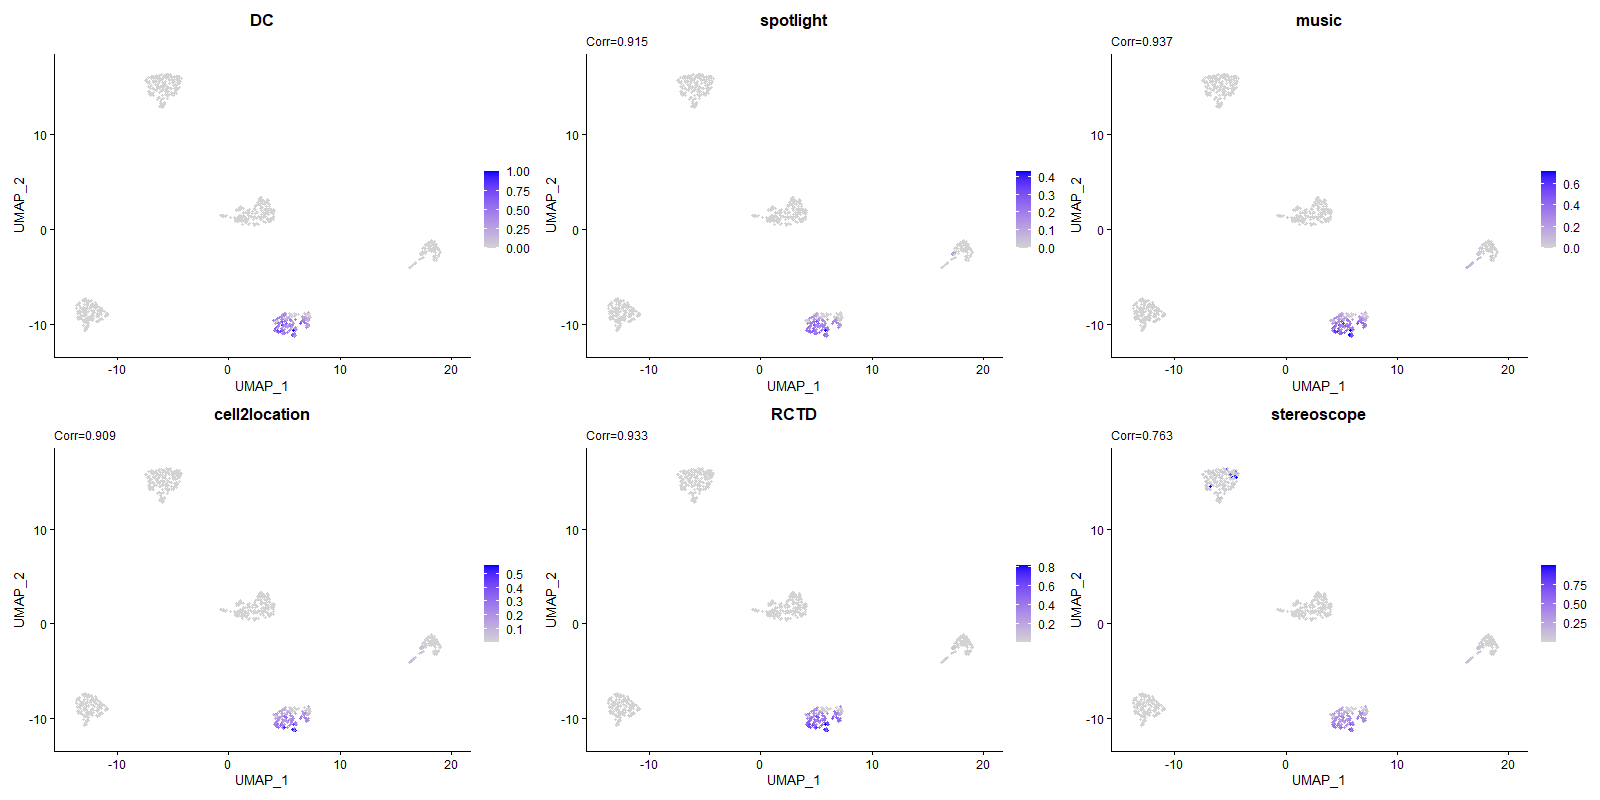 DC
spotlight
music
Corr=0.915
Corr=0.937
UMAP_2
10
0
-10
-10
0
10
20
UMAP_1
1.00
0.75
0.50
0.25
0.00
UMAP_2
10
0
-10
-10
0
10
20
UMAP_1
0.4
0.3
0.2
0.1
0.0
UMAP_2
10
0
-10
-10
0
10
20
UMAP_1
0.6
0.4
0.2
0.0
cell2location
RCTD
stereoscope
Corr=0.909
Corr=0.933
Corr=0.763
UMAP_2
10
0
-10
-10
0
10
20
UMAP_1
0.5
0.4
0.3
0.2
0.1
UMAP_2
10
0
-10
-10
0
10
20
UMAP_1
0.8
0.6
0.4
0.2
UMAP_2
10
0
-10
-10
0
10
20
UMAP_1
0.75
0.50
0.25